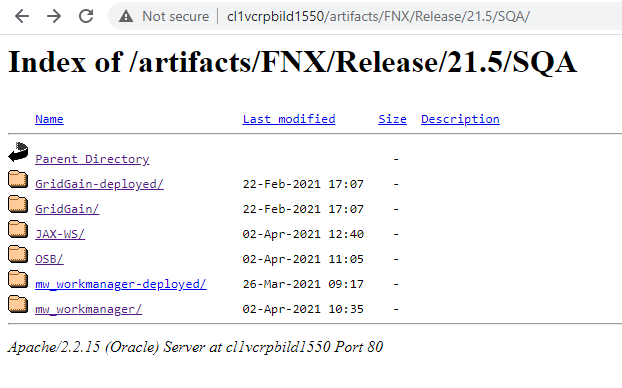 Not secure | cl1vcrpbild1550/artifacts/FNX/Release/21.5/SQA/
Index of /artifacts/FNX/Release/21.5/SQA
Name Last modified Size Description
Parent Directory -
GridGain-deployed/ 22-Feb-2021 17:07 -
GridGain/ 22-Feb-2021 17:07 -
JAX-WS/ 02-Apr-2021 12:40 -
OSB/ 02-Apr-2021 11:05 -
mw_workmanager-deployed/ 26-Mar-2021 09:17 -
mw_workmanager/ 02-Apr-2021 10:35 -
Apache/2.2.15 (Oracle) Server at cl1vcrpbild1550 Port 80